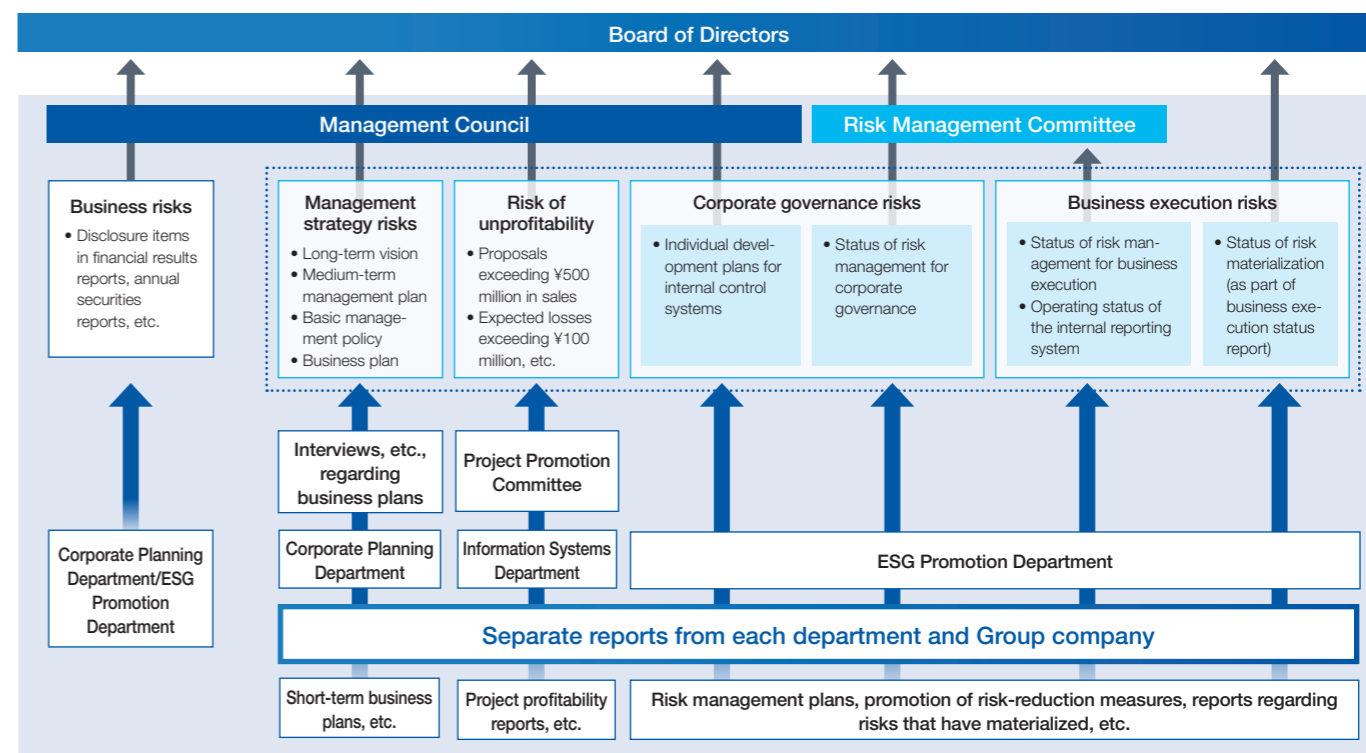 Board of Directors
Management Council
Risk Management Committee
Business risks
• Disclosure items
in financial results
reports, annual
securities
reports, etc.
Management
strategy risks
• Long-term vision
• Medium-term
management plan
• Basic manage-
ment policy
• Business plan
Risk of
unprofitability
• Proposals
exceeding ¥500
million in sales
• Expected losses
exceeding ¥100
million, etc.
Corporate governance risks
• Individual devel-
opment plans for
internal control
systems
• Status of risk
management for
corporate
governance
Business execution risks
• Status of risk man-
agement for business
execution
• Operating status of
the internal reporting
system
• Status of risk
materialization
(as part of
business exe-
cution status
report)
Interviews, etc.,
regarding
business plans
Project Promotion
Committee
Corporate Planning
Department/ESG
Promotion
Department
Corporate Planning
Department
Information Systems
Department
ESG Promotion Department
Separate reports from each department and Group company
Short-term business
plans, etc.
Project profitability
reports, etc.
Risk management plans, promotion of risk-reduction measures, reports regarding
risks that have materialized, etc.